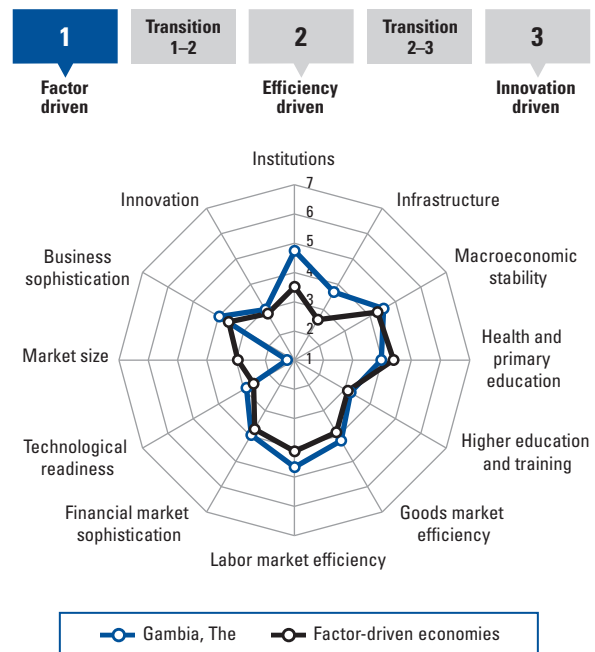 1
Transition
1–2
2
Transition
2–3
3
Factor
driven
Efficiency
driven
Innovation
driven
Institutions
Innovation
Infrastructure
Business
sophistication
Macroeconomic
stability
Market size
Health and
primary
education
Technological
readiness
Higher education
and training
Financial market
sophistication
Goods market
efficiency
Labor market efficiency
7
6
5
4
3
2
1
Gambia, The
Factor-driven economies